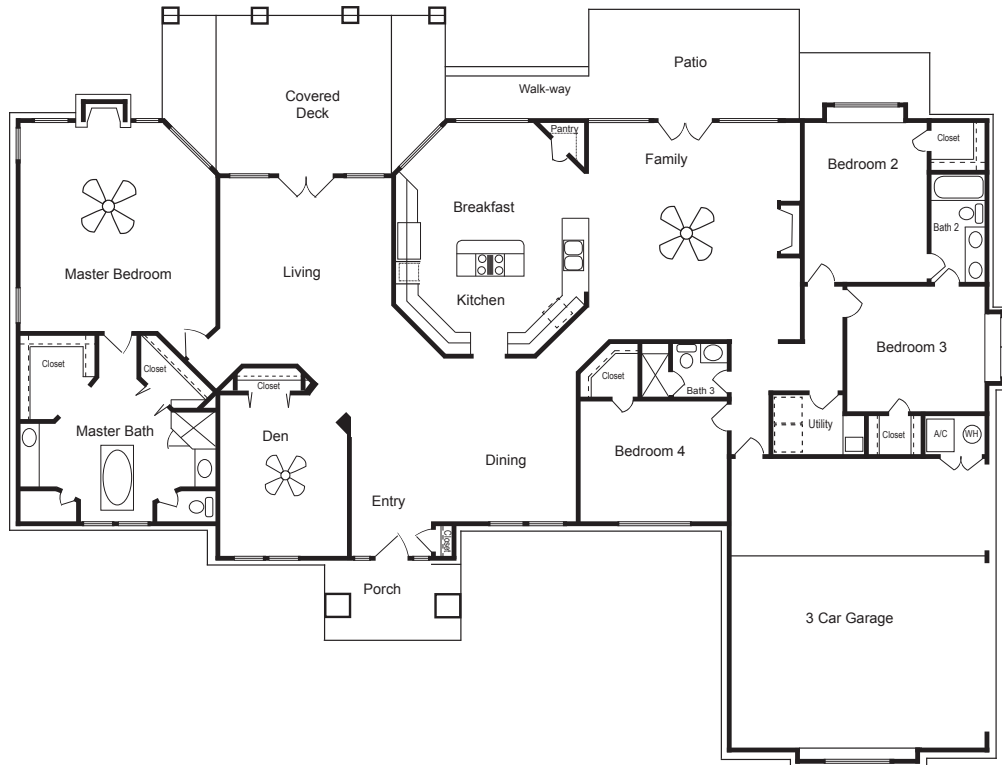 Patio
Walk-way
Covered
Deck
Pantry
Family
Closet
Bedroom 2
Breakfast
Bath 2
Master Bedroom
Living
Kitchen
Bedroom 3
Closet
Closet
Closet
Closet
Bath 3
Master Bath
Den
Utility
Closet
A/C
WH
Bedroom 4
Dining
Entry
Closet
Porch
3 Car Garage